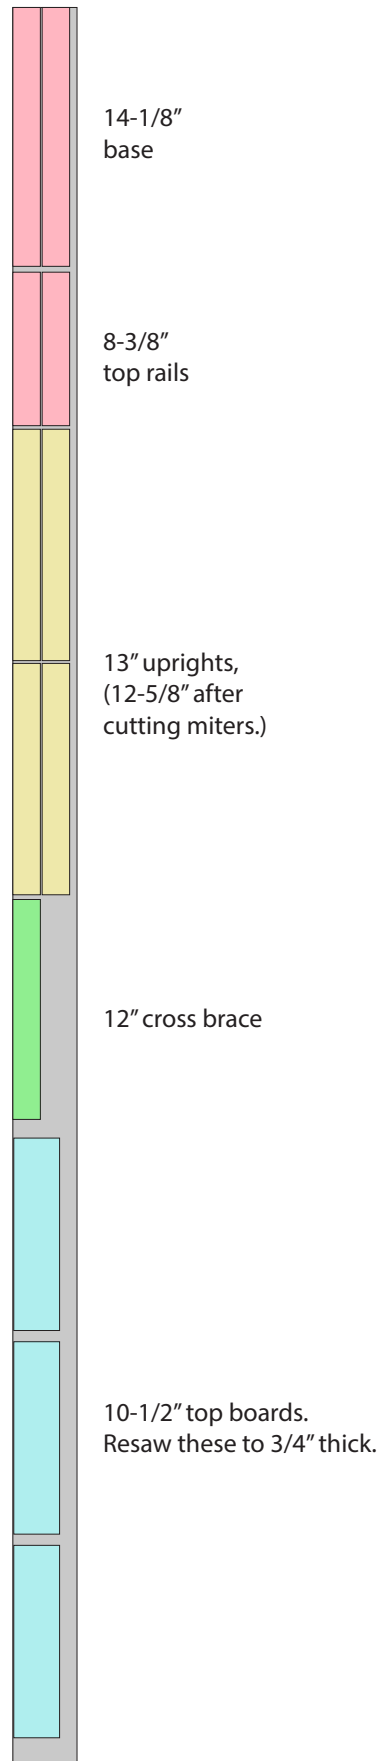 14-1/8”
base
8-3/8”
top rails
13” uprights,
(12-5/8” after
cutting miters.)
12” cross brace
10-1/2” top boards.
Resaw these to 3/4” thick.